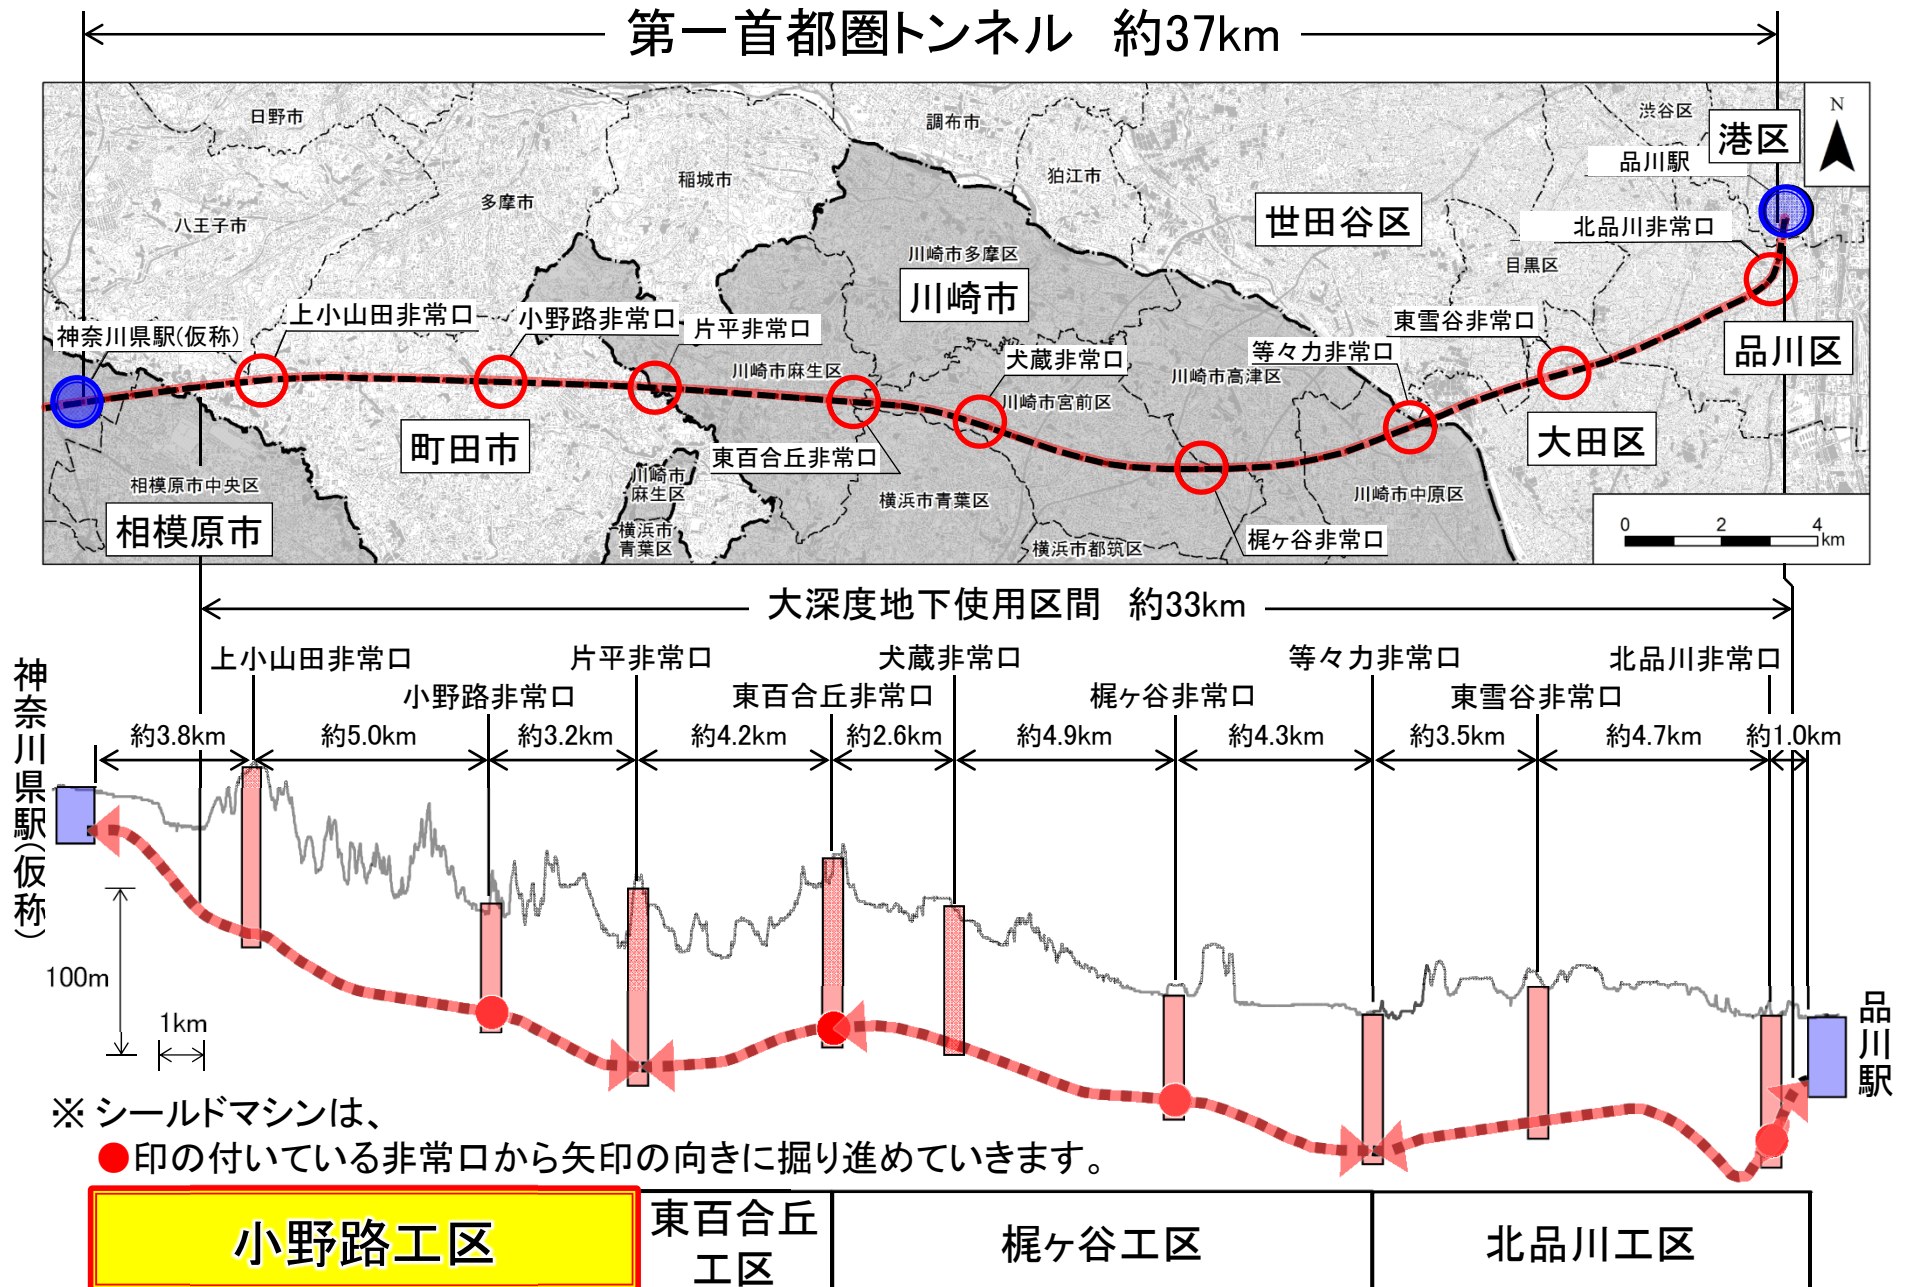 第一首都圏トンネル 約37km
日野市
調布市
渋谷区
港区
N
品川駅
稲城市
狛江市
多摩市
八王子市
世田谷区
北品川非常口
川崎市多摩区
目黒区
川崎市
上小山田非常口
小野路非常口
片平非常口
東雪谷非常口
神奈川県駅(仮称)
犬蔵非常口
等々力非常口
品川区
川崎市麻生区
川崎市高津区
川崎市宮前区
町田市
大田区
東百合丘非常口
川崎市
麻生区
相模原市中央区
横浜市青葉区
川崎市中原区
相模原市
横浜市
青葉区
横浜市都筑区
梶ヶ谷非常口
0 2 4
km
大深度地下使用区間 約33km
上小山田非常口
片平非常口
犬蔵非常口
等々力非常口
北品川非常口
小野路非常口
東百合丘非常口
梶ヶ谷非常口
東雪谷非常口
約3.8km
約5.0km
約3.2km
約4.2km
約2.6km
約4.9km
約4.3km
約3.5km
約4.7km
約1.0km
神奈川県駅(仮称)
100m
1km
品川駅
※ シールドマシンは、
●印の付いている非常口から矢印の向きに掘り進めていきます。
小野路工区
東百合丘
工区
梶ヶ谷工区
北品川工区